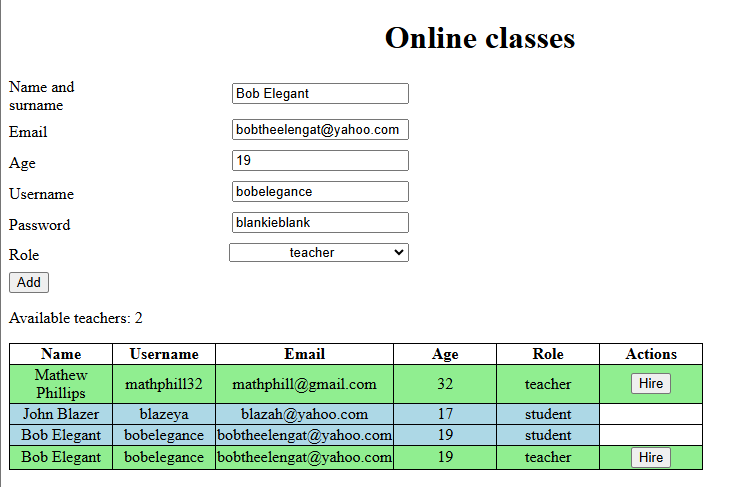 Online classes
Name and
surname
Bob Elegant
Email
bobtheelengat@yahoo.com
Age
19
Username
bobelegance
Password
blankieblank
Role
teacher
Add
Available teachers: 2
Name Username Email Age Role Actions
Mathew
Phillips
mathphill32 mathphill@gmail.com 32 teacher Hire
John Blazer blazeya blazah@yahoo.com 17 student
Bob Elegant bobelegance bobtheelengat@yahoo.com 19 student
Bob Elegant bobelegance bobtheelengat@yahoo.com 19 teacher Hire